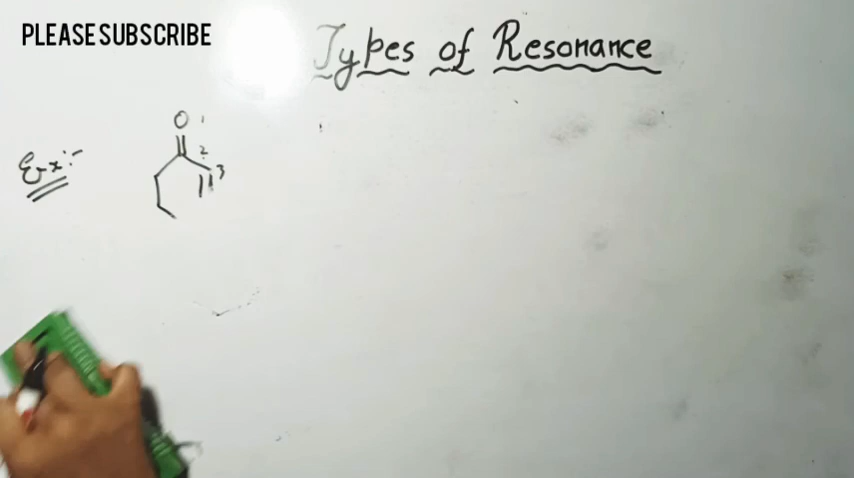 PLEASE SUBSCRIBE
Types of Resonance
Ex:-
O 1
2
3